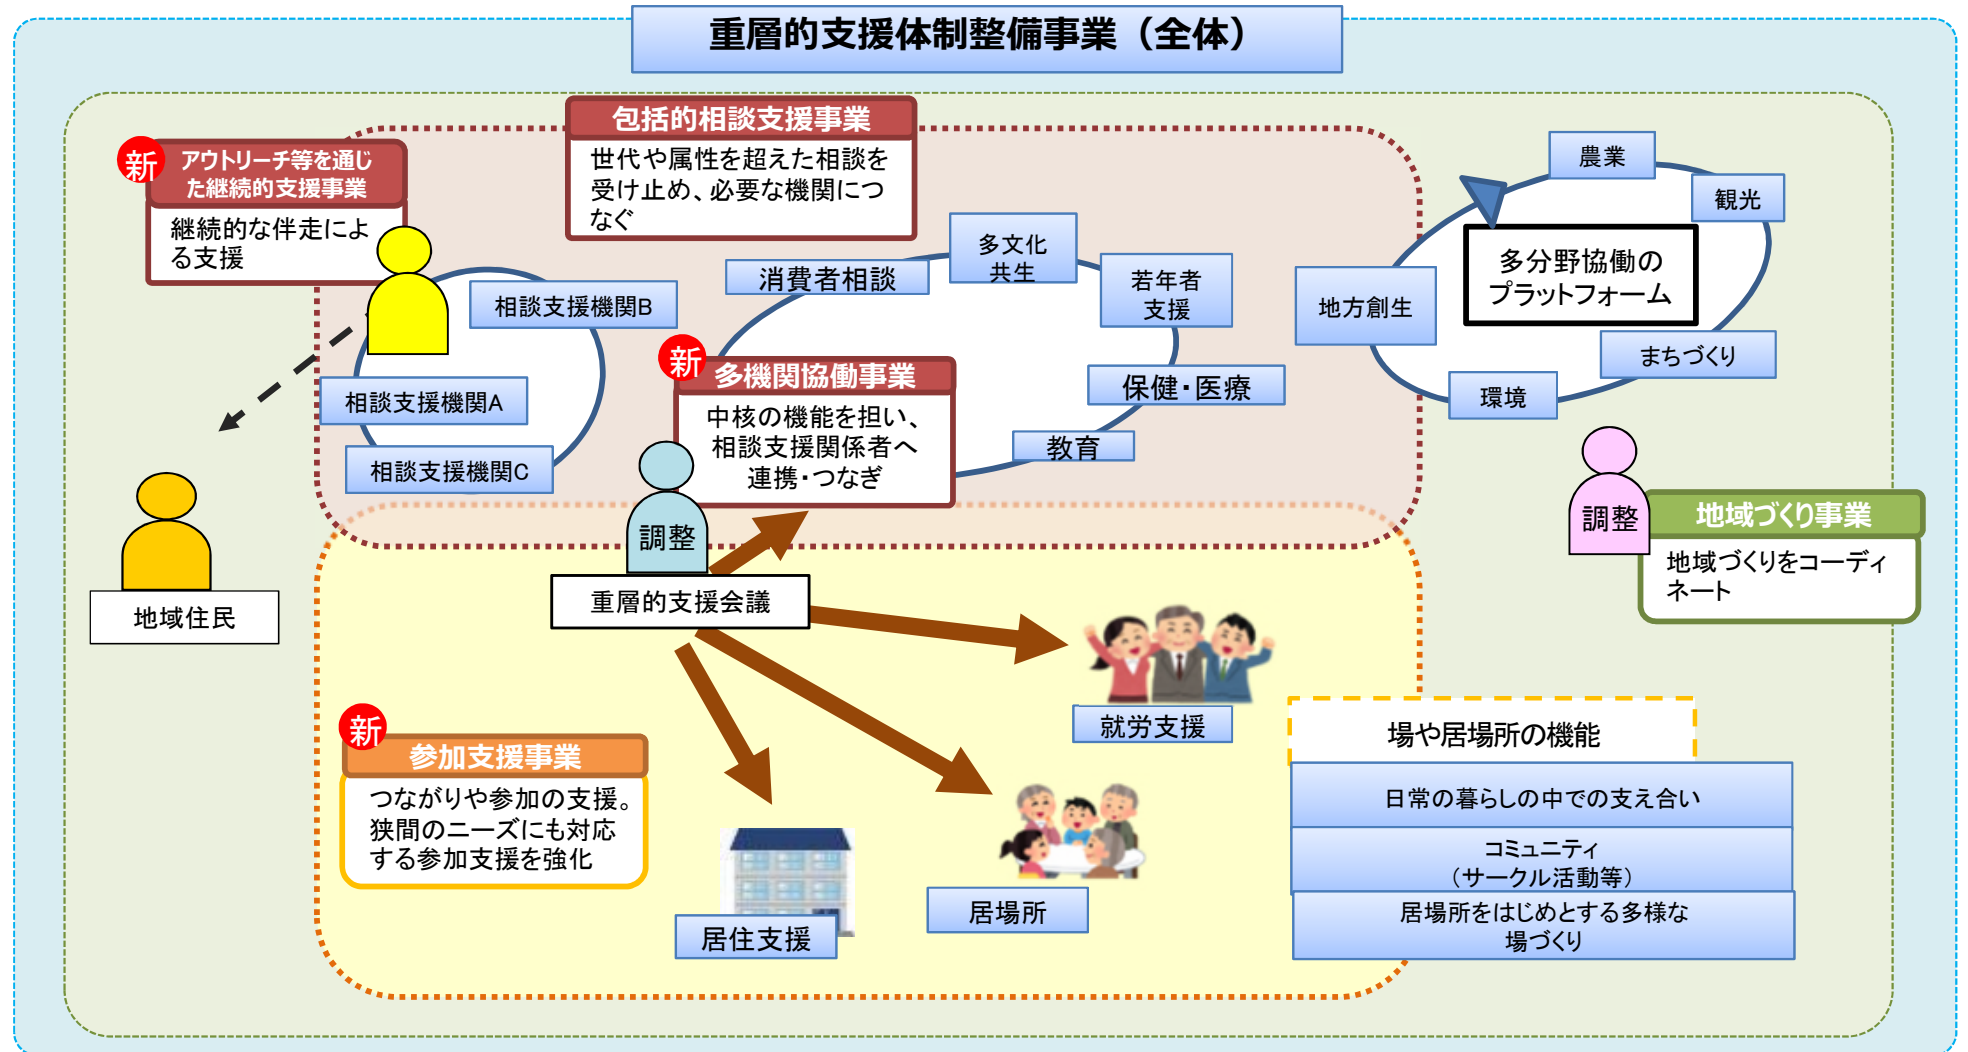 重層的支援体制整備事業（全体）
新
アウトリーチ等を通じ
た継続的支援事業
継続的な伴走によ
る支援
包括的相談支援事業
世代や属性を超えた相談を
受け止め、必要な機関につ
なぐ
相談支援機関B
相談支援機関A
相談支援機関C
消費者相談
多文化
共生
若年者
支援
保健・医療
教育
新
多機関協働事業
中核の機能を担い、
相談支援関係者へ
連携・つなぎ
調整
重層的支援会議
農業
観光
多分野協働の
プラットフォーム
地方創生
まちづくり
環境
調整
地域づくり事業
地域づくりをコーディ
ネート
地域住民
新
参加支援事業
つながりや参加の支援。
狭間のニーズにも対応
する参加支援を強化
就労支援
居場所
居住支援
場や居場所の機能
日常の暮らしの中での支え合い
コミュニティ
（サークル活動等）
居場所をはじめとする多様な
場づくり